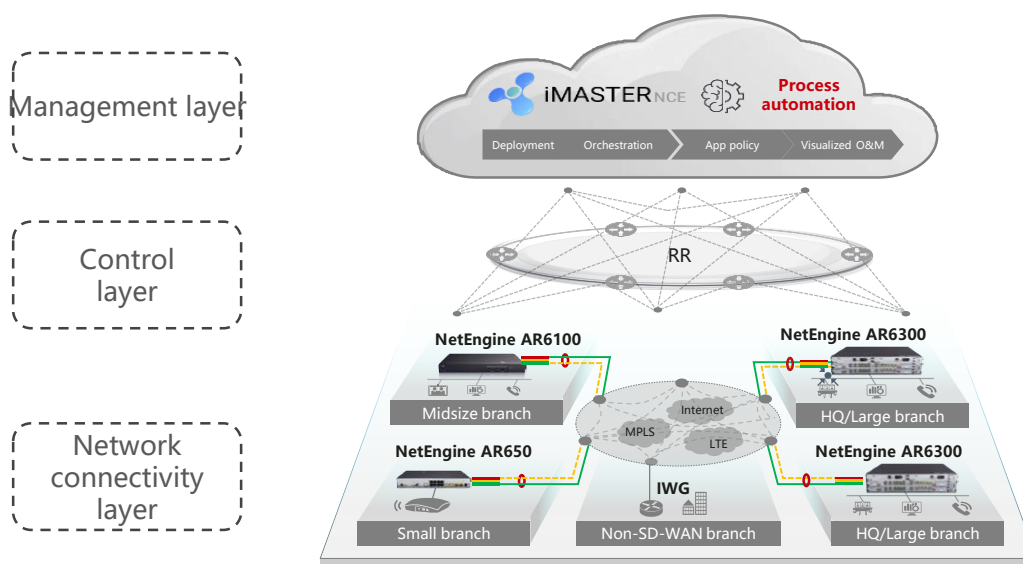 Management layer
iMASTER NCE
Process
automation
Deployment
Orchestration
App policy
Visualized O&M
Control
layer
RR
Network
connectivity
layer
NetEngine AR6100
Midsize branch
NetEngine AR6300
HQ/Large branch
Internet
MPLS
LTE
NetEngine AR650
Small branch
IWG
Non-SD-WAN branch
NetEngine AR6300
HQ/Large branch